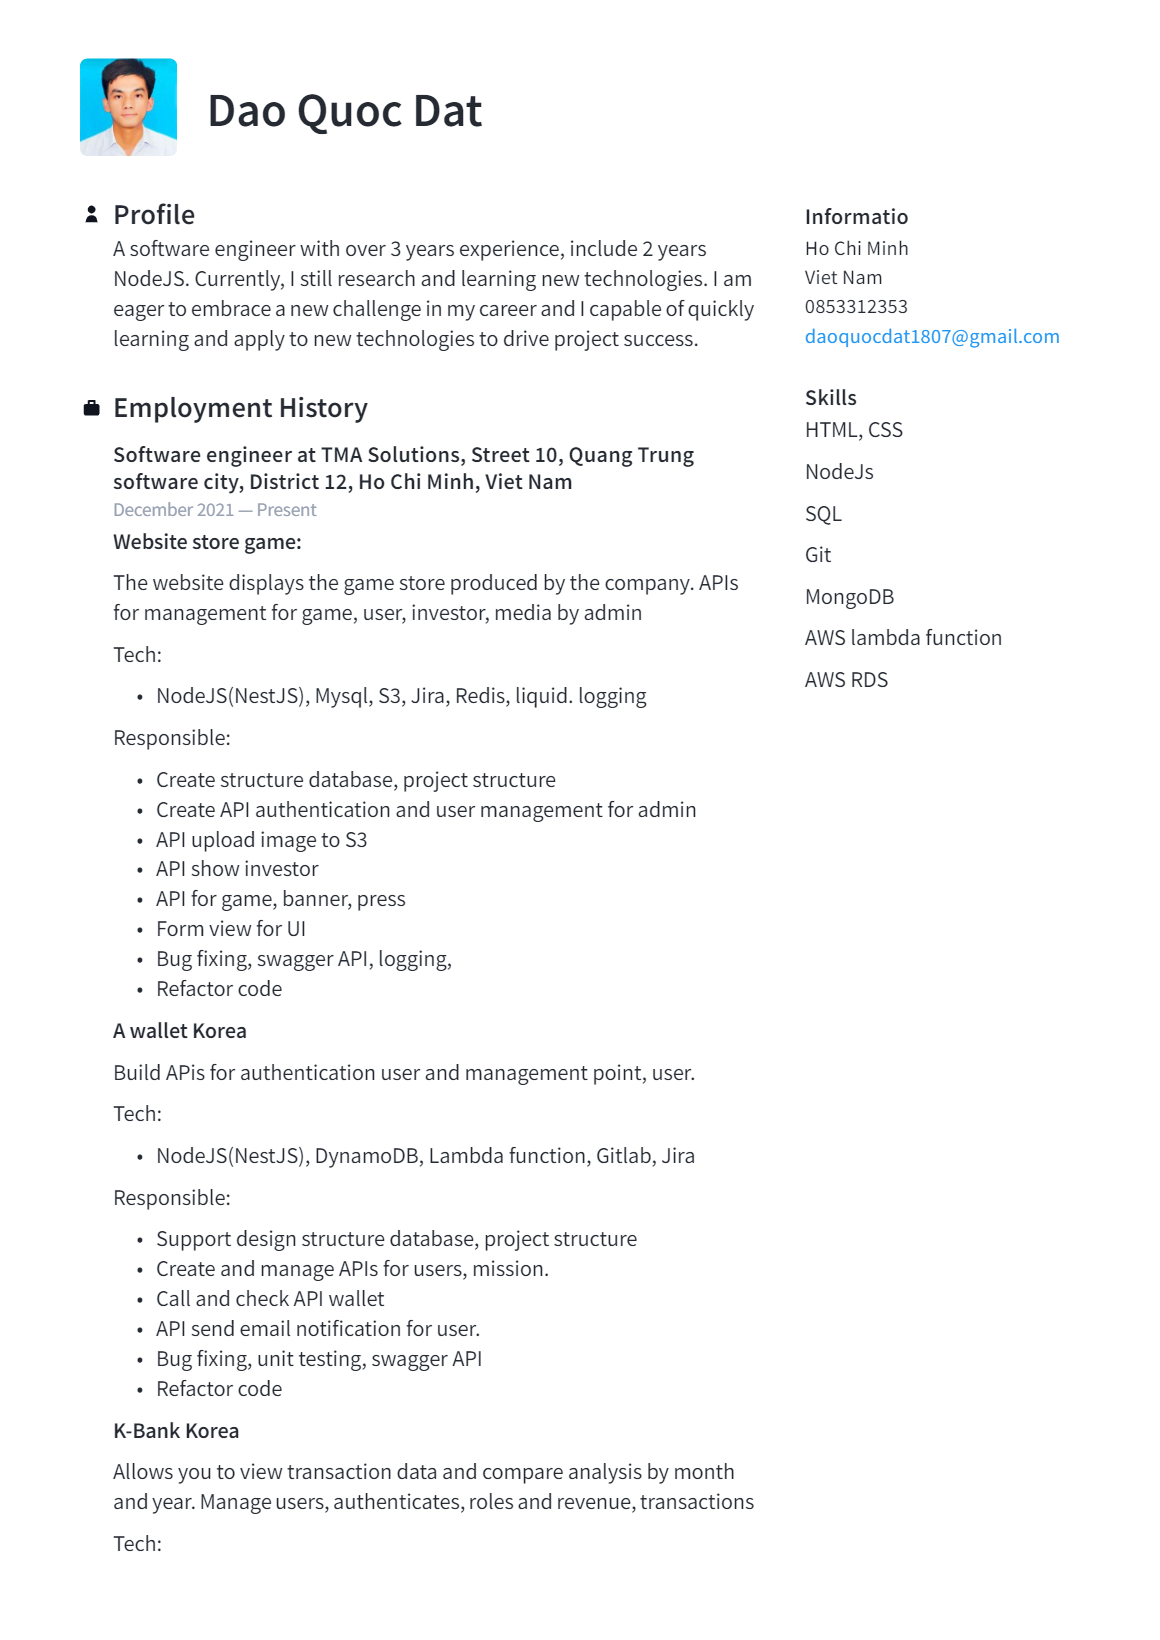 Dao Quoc Dat
Profile
A software engineer with over 3 years experience, include 2 years
NodeJS. Currently, I still research and learning new technologies. I am
eager to embrace a new challenge in my career and I capable of quickly
learning and apply to new technologies to drive project success.
Employment History
Software engineer at TMA Solutions, Street 10, Quang Trung
software city, District 12, Ho Chi Minh, Viet Nam
December 2021 — Present
Website store game:
The website displays the game store produced by the company. APIs
for management for game, user, investor, media by admin
Tech:
• NodeJS(NestJS), Mysql, S3, Jira, Redis, liquid. logging
Responsible:
• Create structure database, project structure
• Create API authentication and user management for admin
• API upload image to S3
• API show investor
• API for game, banner, press
• Form view for UI
• Bug fixing, swagger API, logging,
• Refactor code
A wallet Korea
Build APIs for authentication user and management point, user.
Tech:
• NodeJS(NestJS), DynamoDB, Lambda function, Gitlab, Jira
Responsible:
• Support design structure database, project structure
• Create and manage APIs for users, mission.
• Call and check API wallet
• API send email notification for user.
• Bug fixing, unit testing, swagger API
• Refactor code
K-Bank Korea
Allows you to view transaction data and compare analysis by month
and year. Manage users, authenticates, roles and revenue, transactions
Tech:
Informatio
Ho Chi Minh
Viet Nam
0853312353
daoquocdat1807@gmail.com
Skills
HTML, CSS
NodeJs
SQL
Git
MongoDB
AWS lambda function
AWS RDS